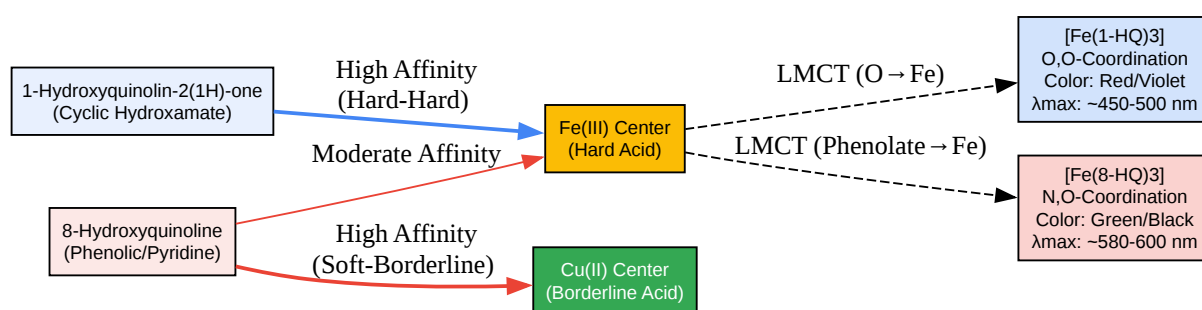 1-Hydroxyquinolin-2(1H)-one
(Cyclic Hydroxamate)
High Affinity
(Hard-Hard)
Moderate Affinity
8-Hydroxyquinoline
(Phenolic/Pyridine)
High Affinity
(Soft-Borderline)
Fe(III) Center
(Hard Acid)
Cu(II) Center
(Borderline Acid)
LMCT (O→Fe)
LMCT (Phenolate→Fe)
[Fe(1-HQ)3]
O,O-Coordination
Color: Red/Violet
λmax: ~450-500 nm
[Fe(8-HQ)3]
N,O-Coordination
Color: Green/Black
λmax: ~580-600 nm